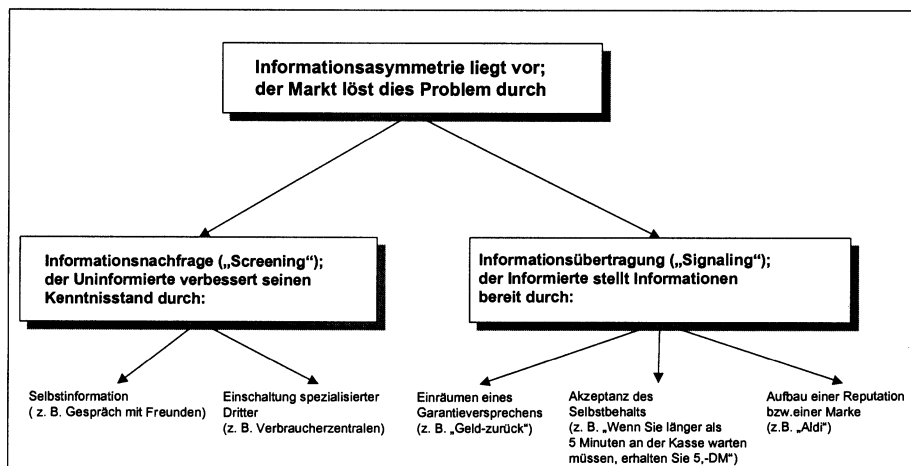 Informationsasymmetrie liegt vor;
der Markt löst dies Problem durch
Informationsnachfrage („Screening“);
der Uninformierte verbessert seinen
Kenntnisstand durch:
Informationsübertragung („Signaling“);
der Informierte stellt Informationen
bereit durch:
Selbstinformation
( z. B. Gespräch mit Freunden)
Einschaltung spezialisierter
Dritter
(z. B. Verbraucherzentralen)
Einräumen eines
Garantieversprechens
(z. B. „Geld-zurück“)
Akzeptanz des
Selbstbehalts
(z. B. „Wenn Sie länger als
5 Minuten an der Kasse warten
müssen, erhalten Sie 5,-DM“)
Aufbau einer Reputation
bzw.einer Marke
(z.B. „Aldi“)